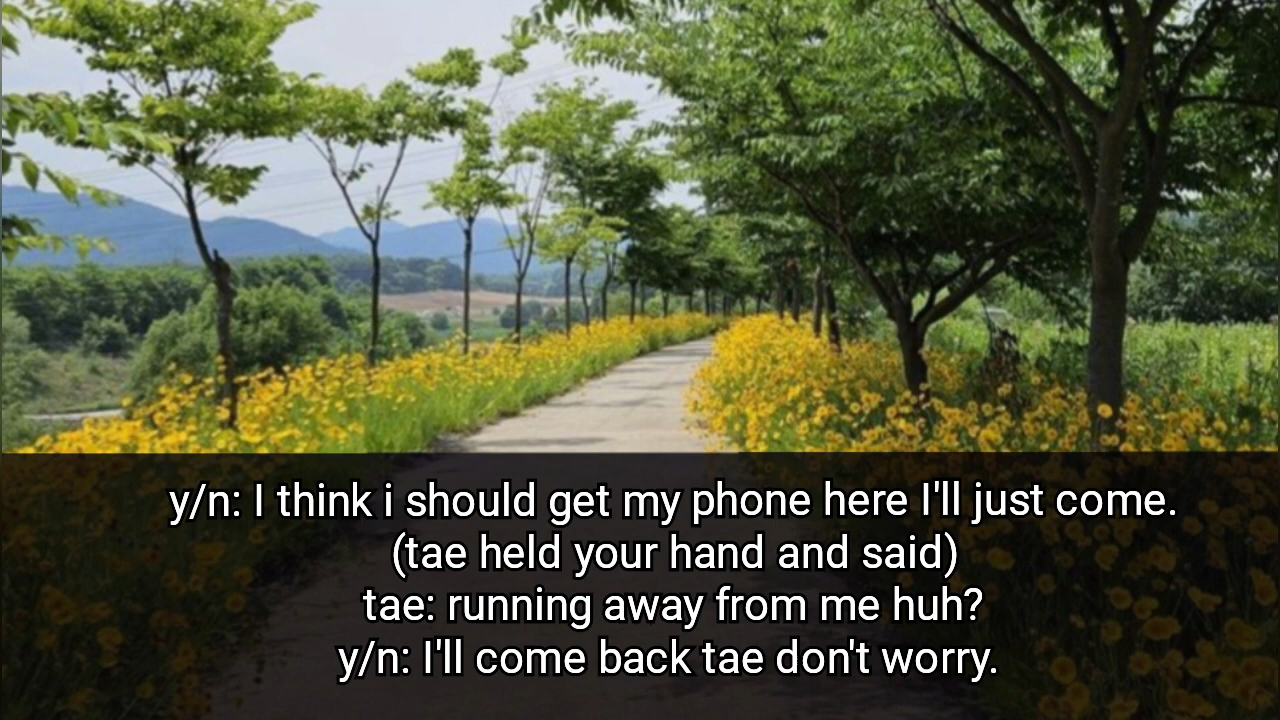 y/n: I think i should get my phone here I'll just come.
(tae held your hand and said)
tae: running away from me huh?
y/n: I'll come back tae don't worry.